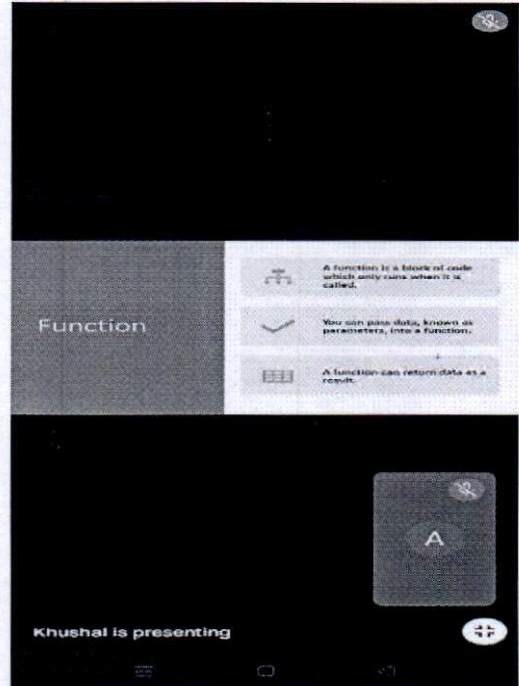 Function
A function is a block of code
which only runs when it is
called.
You can pass data, known as
parameters, into a function.
A function can return data as a
result.
A
Khushal is presenting